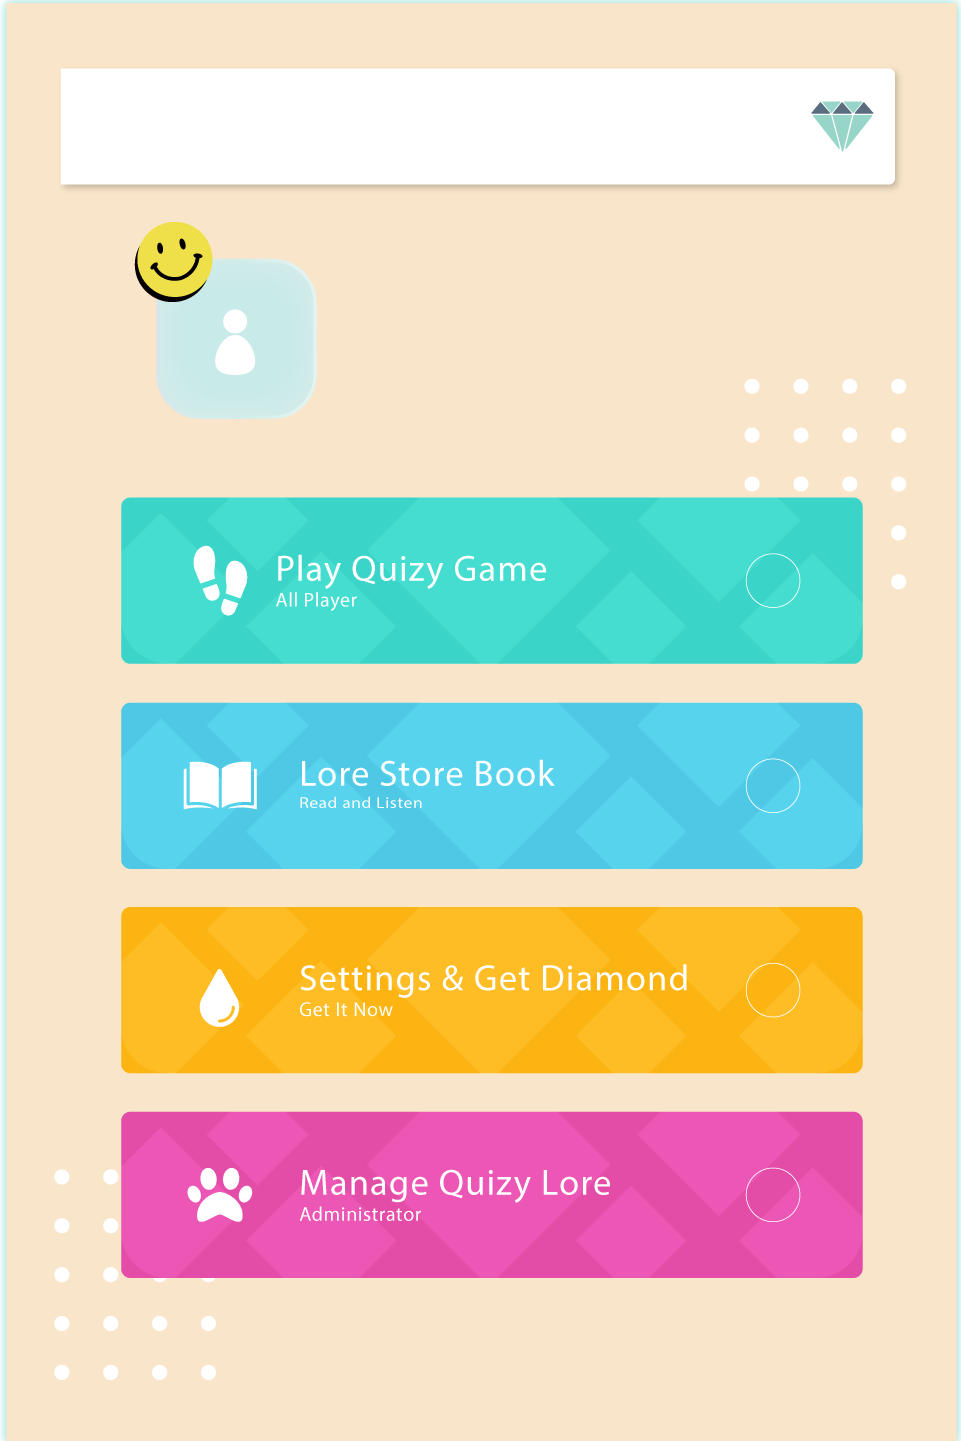 Play Quizy Game
All Player
Lore Store Book
Read and Listen
Settings & Get Diamond
Get It Now
Manage Quizy Lore
Administrator